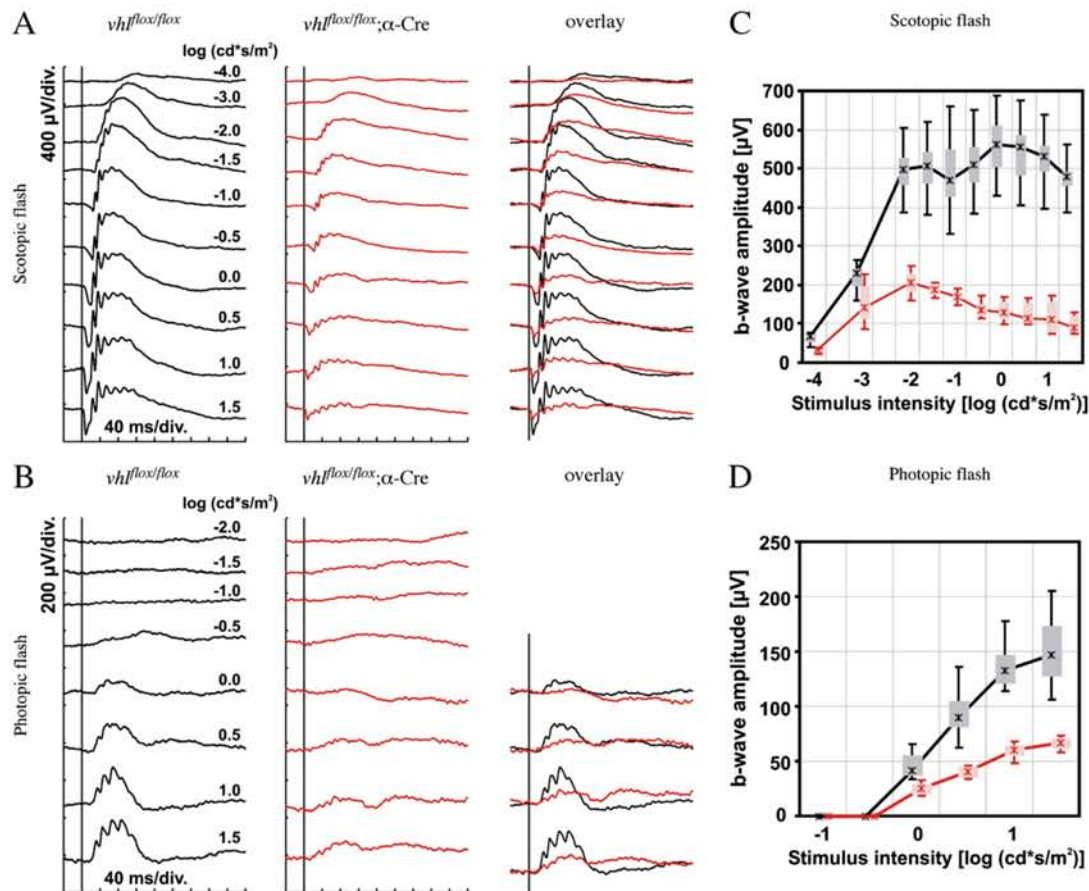 A
vhl^flox/flox
vhl^flox/flox;α-Cre
overlay
log (cd*s/m²)
400 µV/div.
Scotopic flash
-4.0
-3.0
-2.0
-1.5
-1.0
-0.5
0.0
0.5
1.0
1.5
40 ms/div.
C
Scotopic flash
b-wave amplitude [µV]
700
600
500
400
300
200
100
0
-4 -3 -2 -1 0 1
Stimulus intensity [log (cd*s/m²)]
B
vhl^flox/flox
vhl^flox/flox;α-Cre
overlay
log (cd*s/m²)
200 µV/div.
Photopic flash
-2.0
-1.5
-1.0
-0.5
0.0
0.5
1.0
1.5
40 ms/div.
D
Photopic flash
b-wave amplitude [µV]
250
200
150
100
50
0
-1 0 1
Stimulus intensity [log (cd*s/m²)]